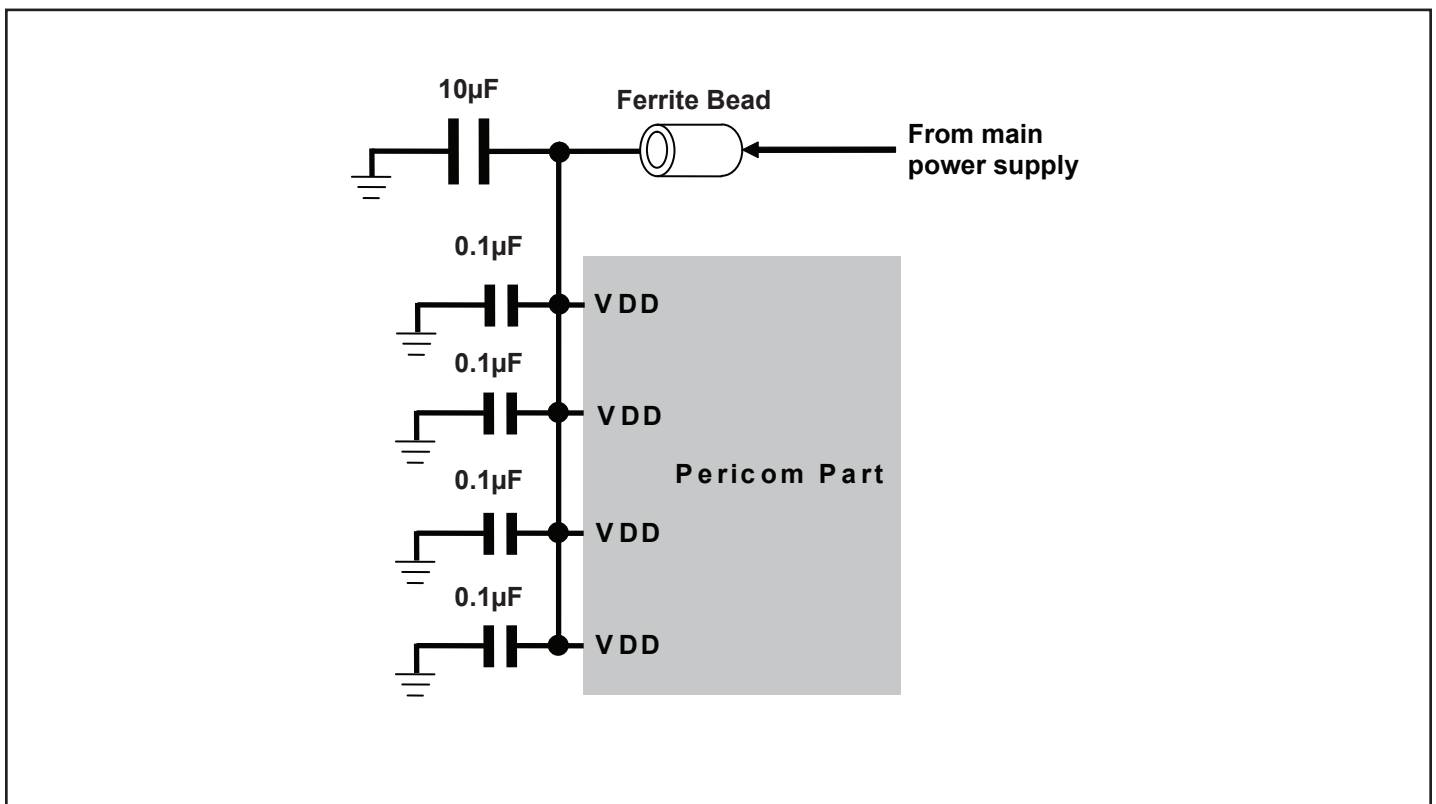 10µF
Ferrite Bead
From main
power supply
0.1µF
VDD
0.1µF
VDD
Pericom Part
0.1µF
VDD
0.1µF
VDD